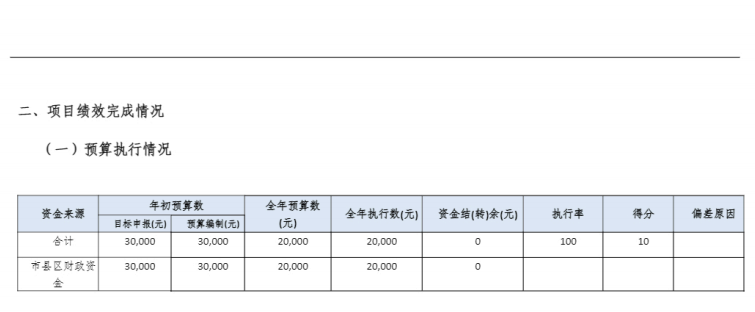 二、项目绩效完成情况
（一）预算执行情况
资金来源 年初预算数 全年预算数(元) 全年执行数(元) 资金结(转)余(元) 执行率 得分 偏差原因
目标申报(元) 预算编制(元)
合计 30,000 30,000 20,000 20,000 0 100 10
市县区财政资金 30,000 30,000 20,000 20,000 0